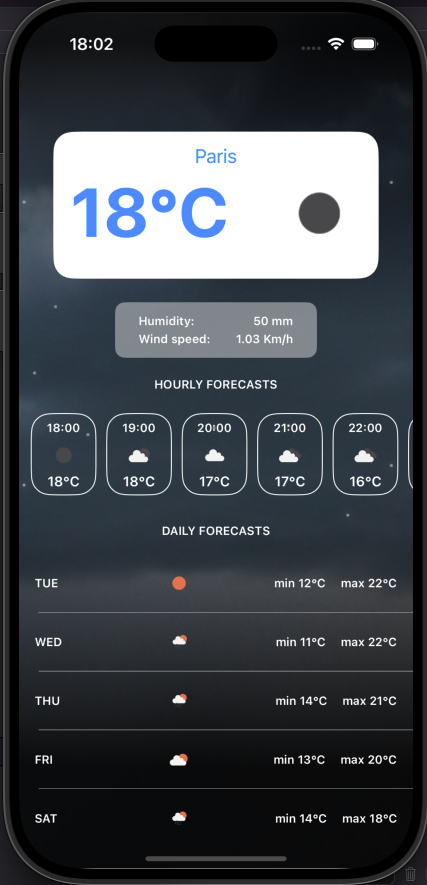 18:02
Paris
18°C
Humidity: 50 mm
Wind speed: 1.03 Km/h
HOURLY FORECASTS
18:00 19:00 20:00 21:00 22:00
18°C 18°C 17°C 17°C 16°C
DAILY FORECASTS
TUE min 12°C max 22°C
WED min 11°C max 22°C
THU min 14°C max 21°C
FRI min 13°C max 20°C
SAT min 14°C max 18°C